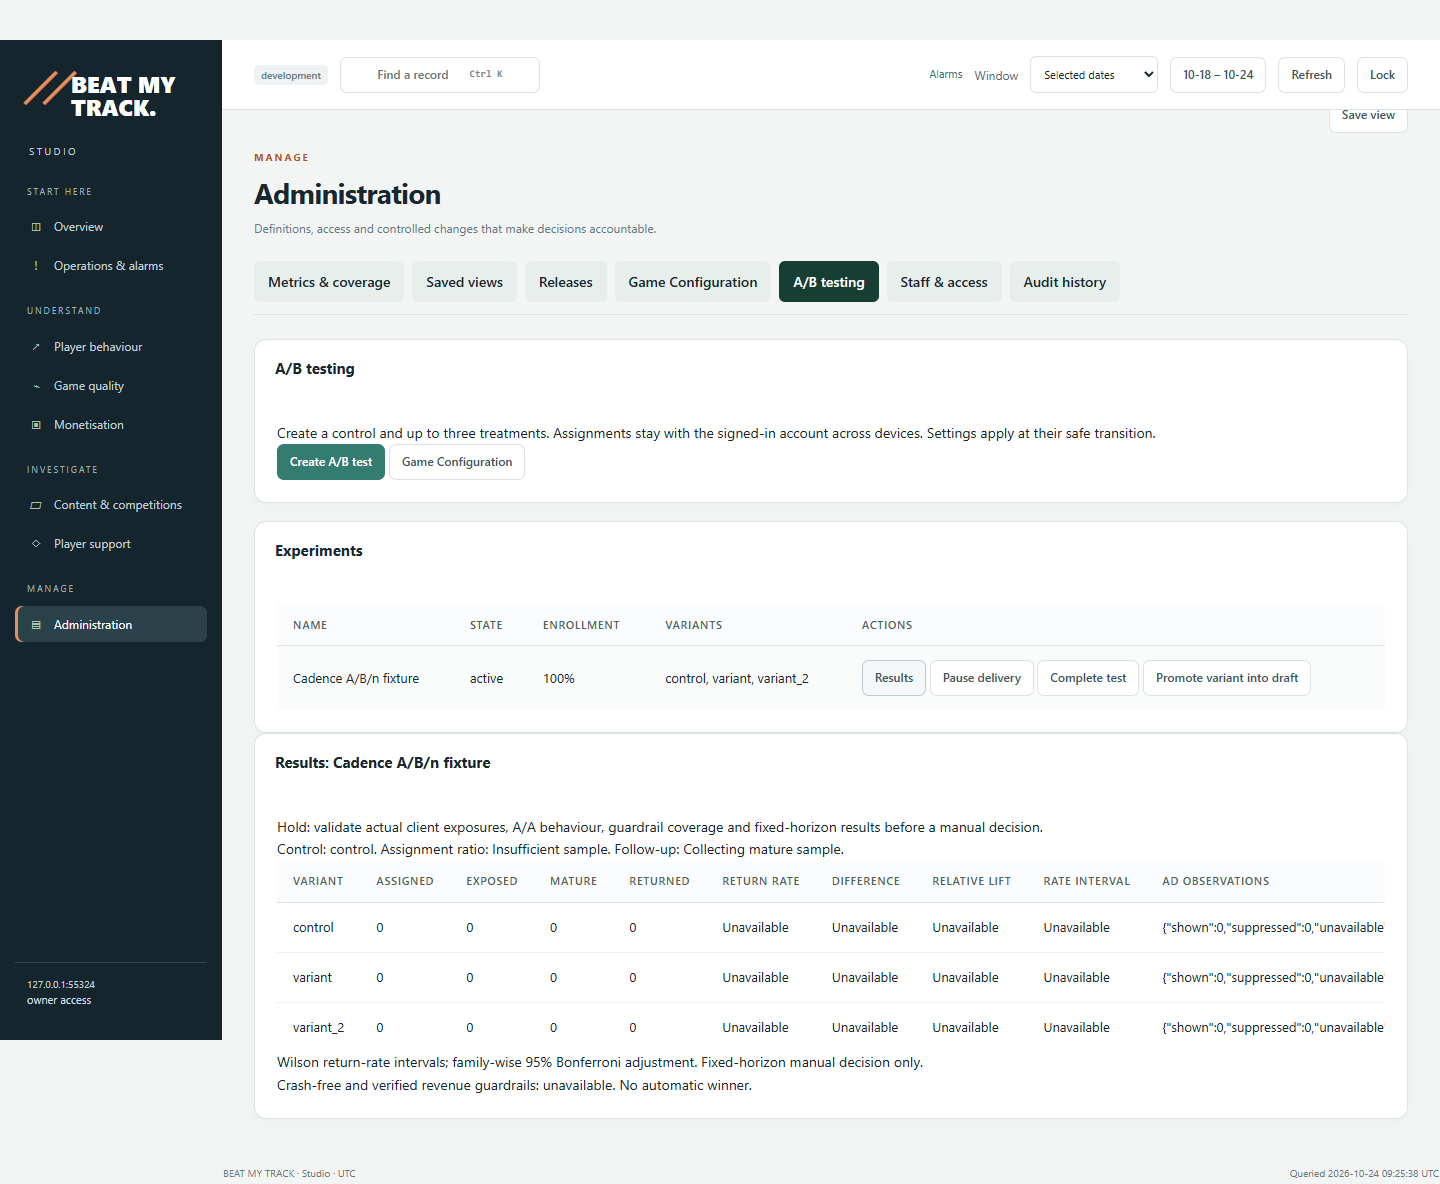 BEAT MY
TRACK.
STUDIO
START HERE
Overview
! Operations & alarms
UNDERSTAND
Player behaviour
Game quality
Monetisation
INVESTIGATE
Content & competitions
Player support
MANAGE
Administration
127.0.0.1:55324
owner access
development
Find a record Ctrl K
Alarms
Window
Selected dates
10-18 – 10-24
Refresh
Lock
Save view
MANAGE
Administration
Definitions, access and controlled changes that make decisions accountable.
Metrics & coverage Saved views Releases Game Configuration A/B testing Staff & access Audit history
A/B testing
Create a control and up to three treatments. Assignments stay with the signed-in account across devices. Settings apply at their safe transition.
Create A/B test Game Configuration
Experiments
NAME STATE ENROLLMENT VARIANTS ACTIONS
Cadence A/B/n fixture active 100% control, variant, variant_2 Results Pause delivery Complete test Promote variant into draft
Results: Cadence A/B/n fixture
Hold: validate actual client exposures, A/A behaviour, guardrail coverage and fixed-horizon results before a manual decision.
Control: control. Assignment ratio: Insufficient sample. Follow-up: Collecting mature sample.
VARIANT ASSIGNED EXPOSED MATURE RETURNED RETURN RATE DIFFERENCE RELATIVE LIFT RATE INTERVAL AD OBSERVATIONS
control 0 0 0 0 Unavailable Unavailable Unavailable Unavailable {"shown":0,"suppressed":0,"unavailable
variant 0 0 0 0 Unavailable Unavailable Unavailable Unavailable {"shown":0,"suppressed":0,"unavailable
variant_2 0 0 0 0 Unavailable Unavailable Unavailable Unavailable {"shown":0,"suppressed":0,"unavailable
Wilson return-rate intervals; family-wise 95% Bonferroni adjustment. Fixed-horizon manual decision only.
Crash-free and verified revenue guardrails: unavailable. No automatic winner.
BEAT MY TRACK · Studio · UTC
Queried 2026-10-24 09:25:38 UTC